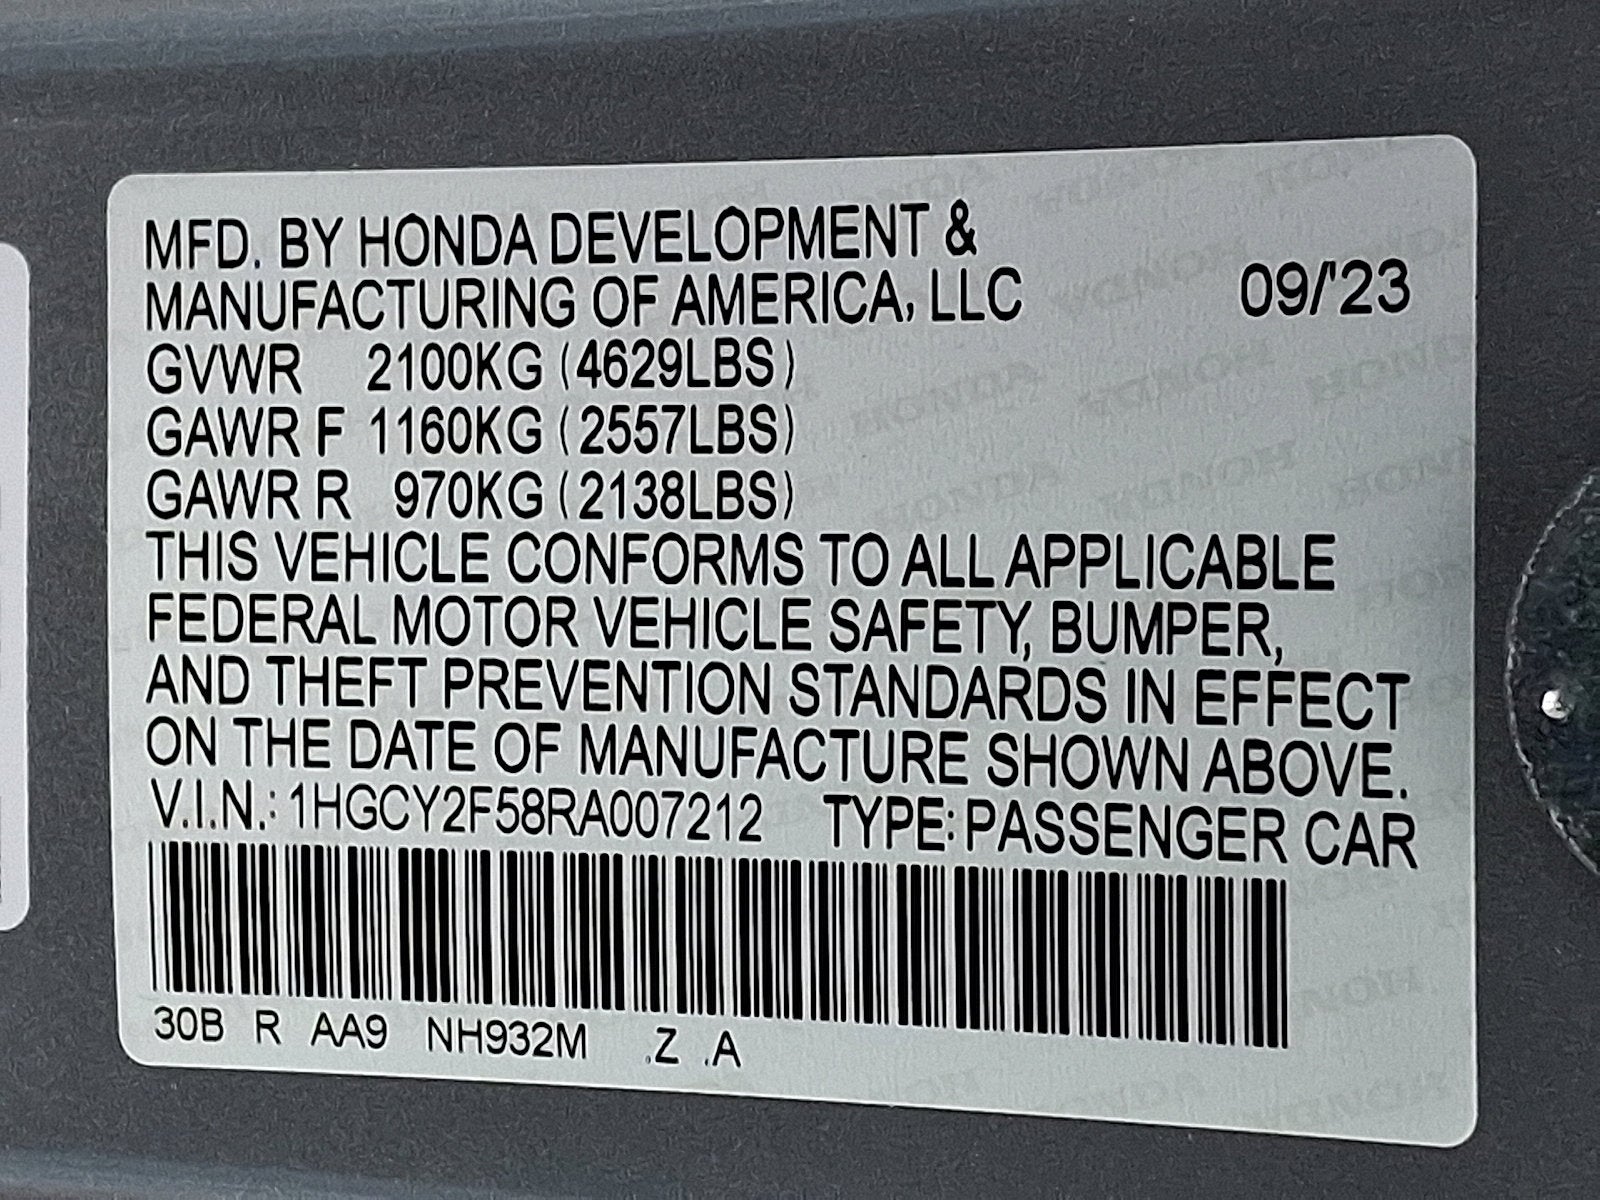 MFD. BY HONDA DEVELOPMENT &
MANUFACTURING OF AMERICA, LLC 09/'23
GVWR 2100KG (4629LBS)
GAWR F 1160KG (2557LBS)
GAWR R 970KG (2138LBS)
THIS VEHICLE CONFORMS TO ALL APPLICABLE
FEDERAL MOTOR VEHICLE SAFETY, BUMPER,
AND THEFT PREVENTION STANDARDS IN EFFECT
ON THE DATE OF MANUFACTURE SHOWN ABOVE.
V.I.N.: 1HGCY2F58RA007212 TYPE: PASSENGER CAR
30B R AA9 NH932M .Z .A